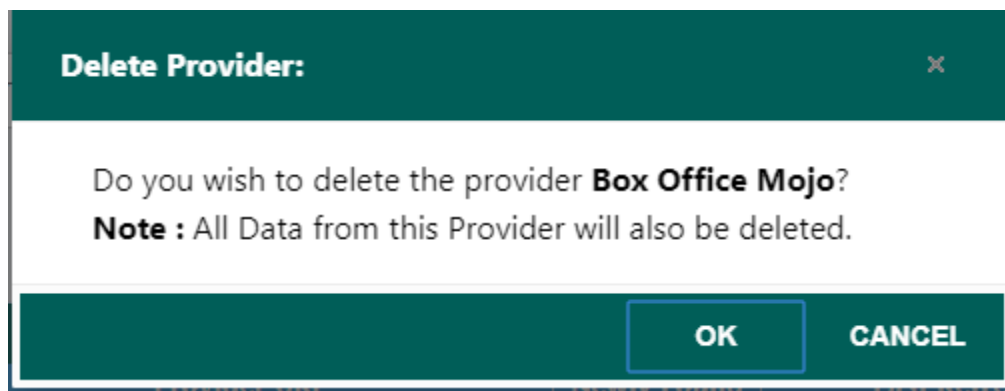 Delete Provider:
Do you wish to delete the provider Box Office Mojo?
Note : All Data from this Provider will also be deleted.
OK CANCEL